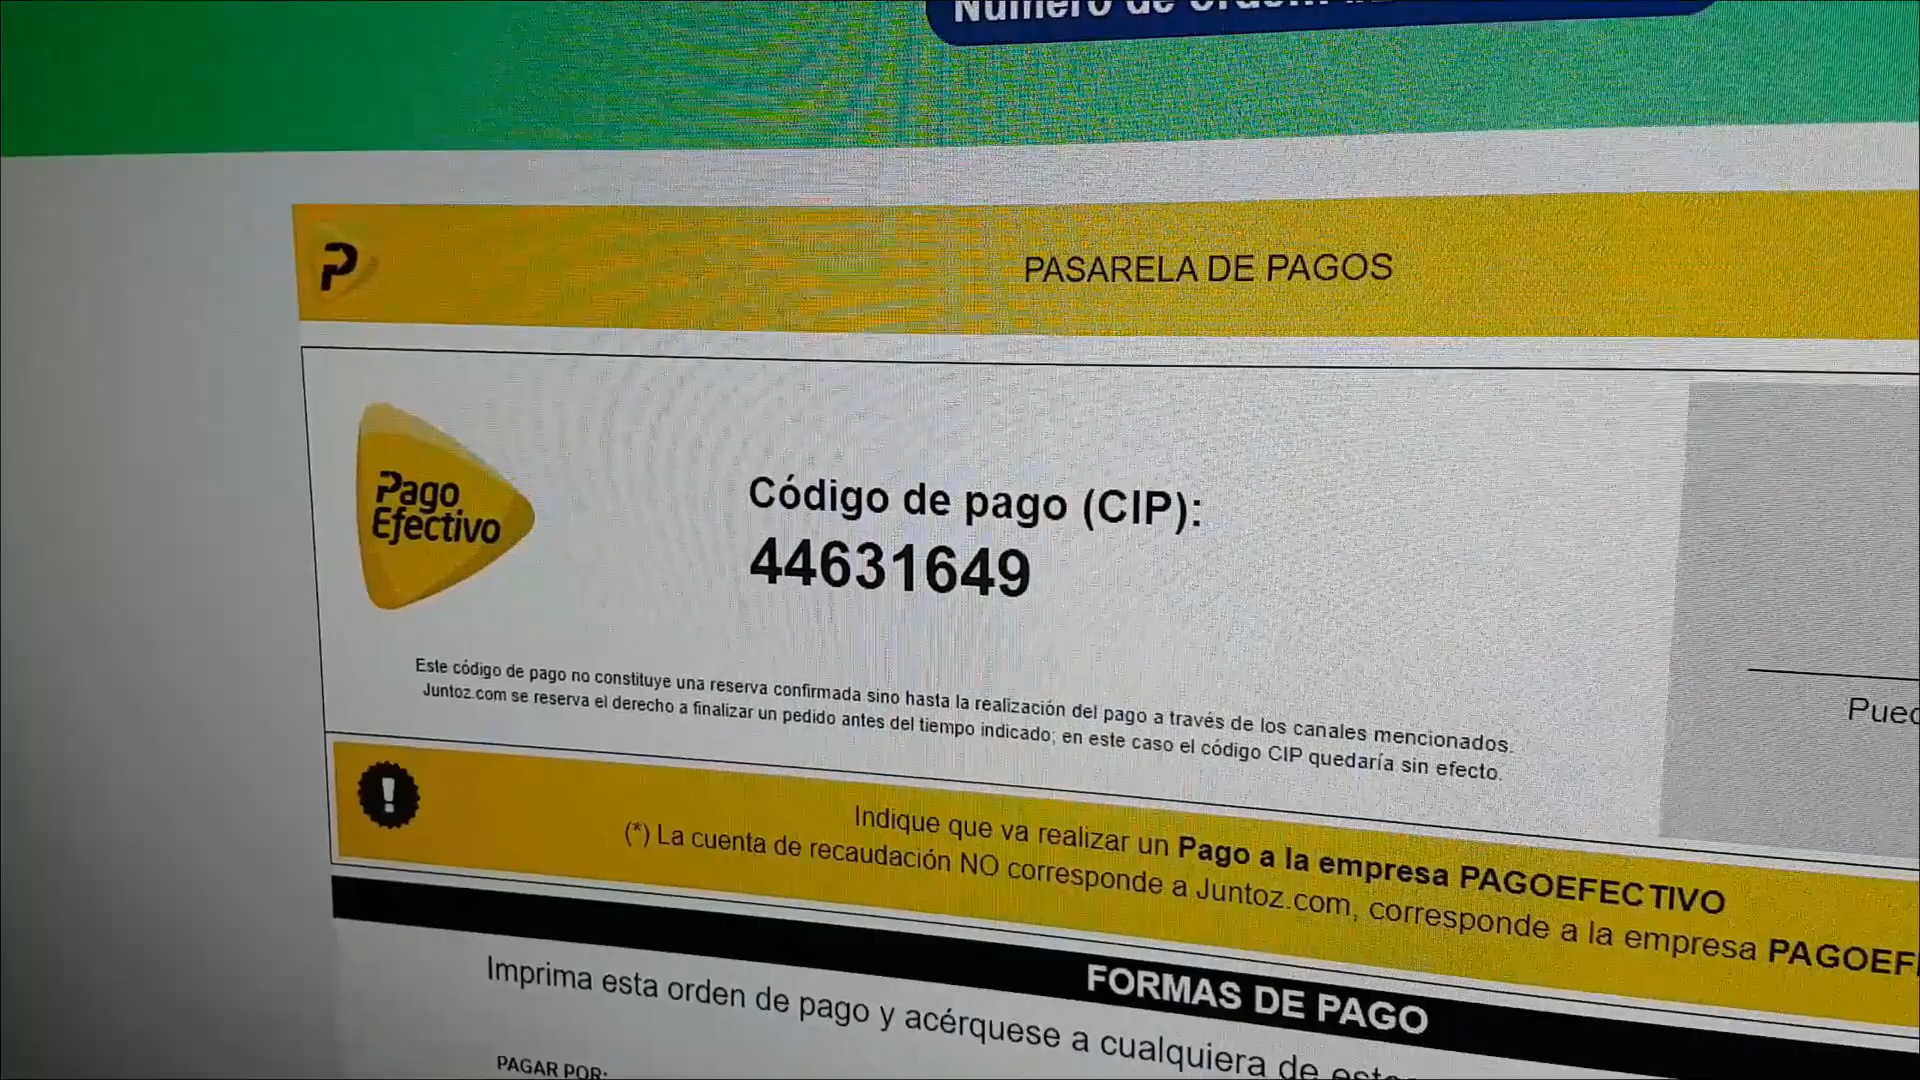 Número de orden
PASARELA DE PAGOS
P
Pago
Efectivo
Código de pago (CIP):
44631649
Este código de pago no constituye una reserva confirmada sino hasta la realización del pago a través de los canales mencionados.
Juntoz.com se reserva el derecho a finalizar un pedido antes del tiempo indicado; en este caso el código CIP quedaría sin efecto.
!
Indique que va realizar un Pago a la empresa PAGOEFECTIVO
(*) La cuenta de recaudación NO corresponde a Juntoz.com, corresponde a la empresa PAGOEF
FORMAS DE PAGO
Imprima esta orden de pago y acérquese a cualquiera de
PAGAR POR: